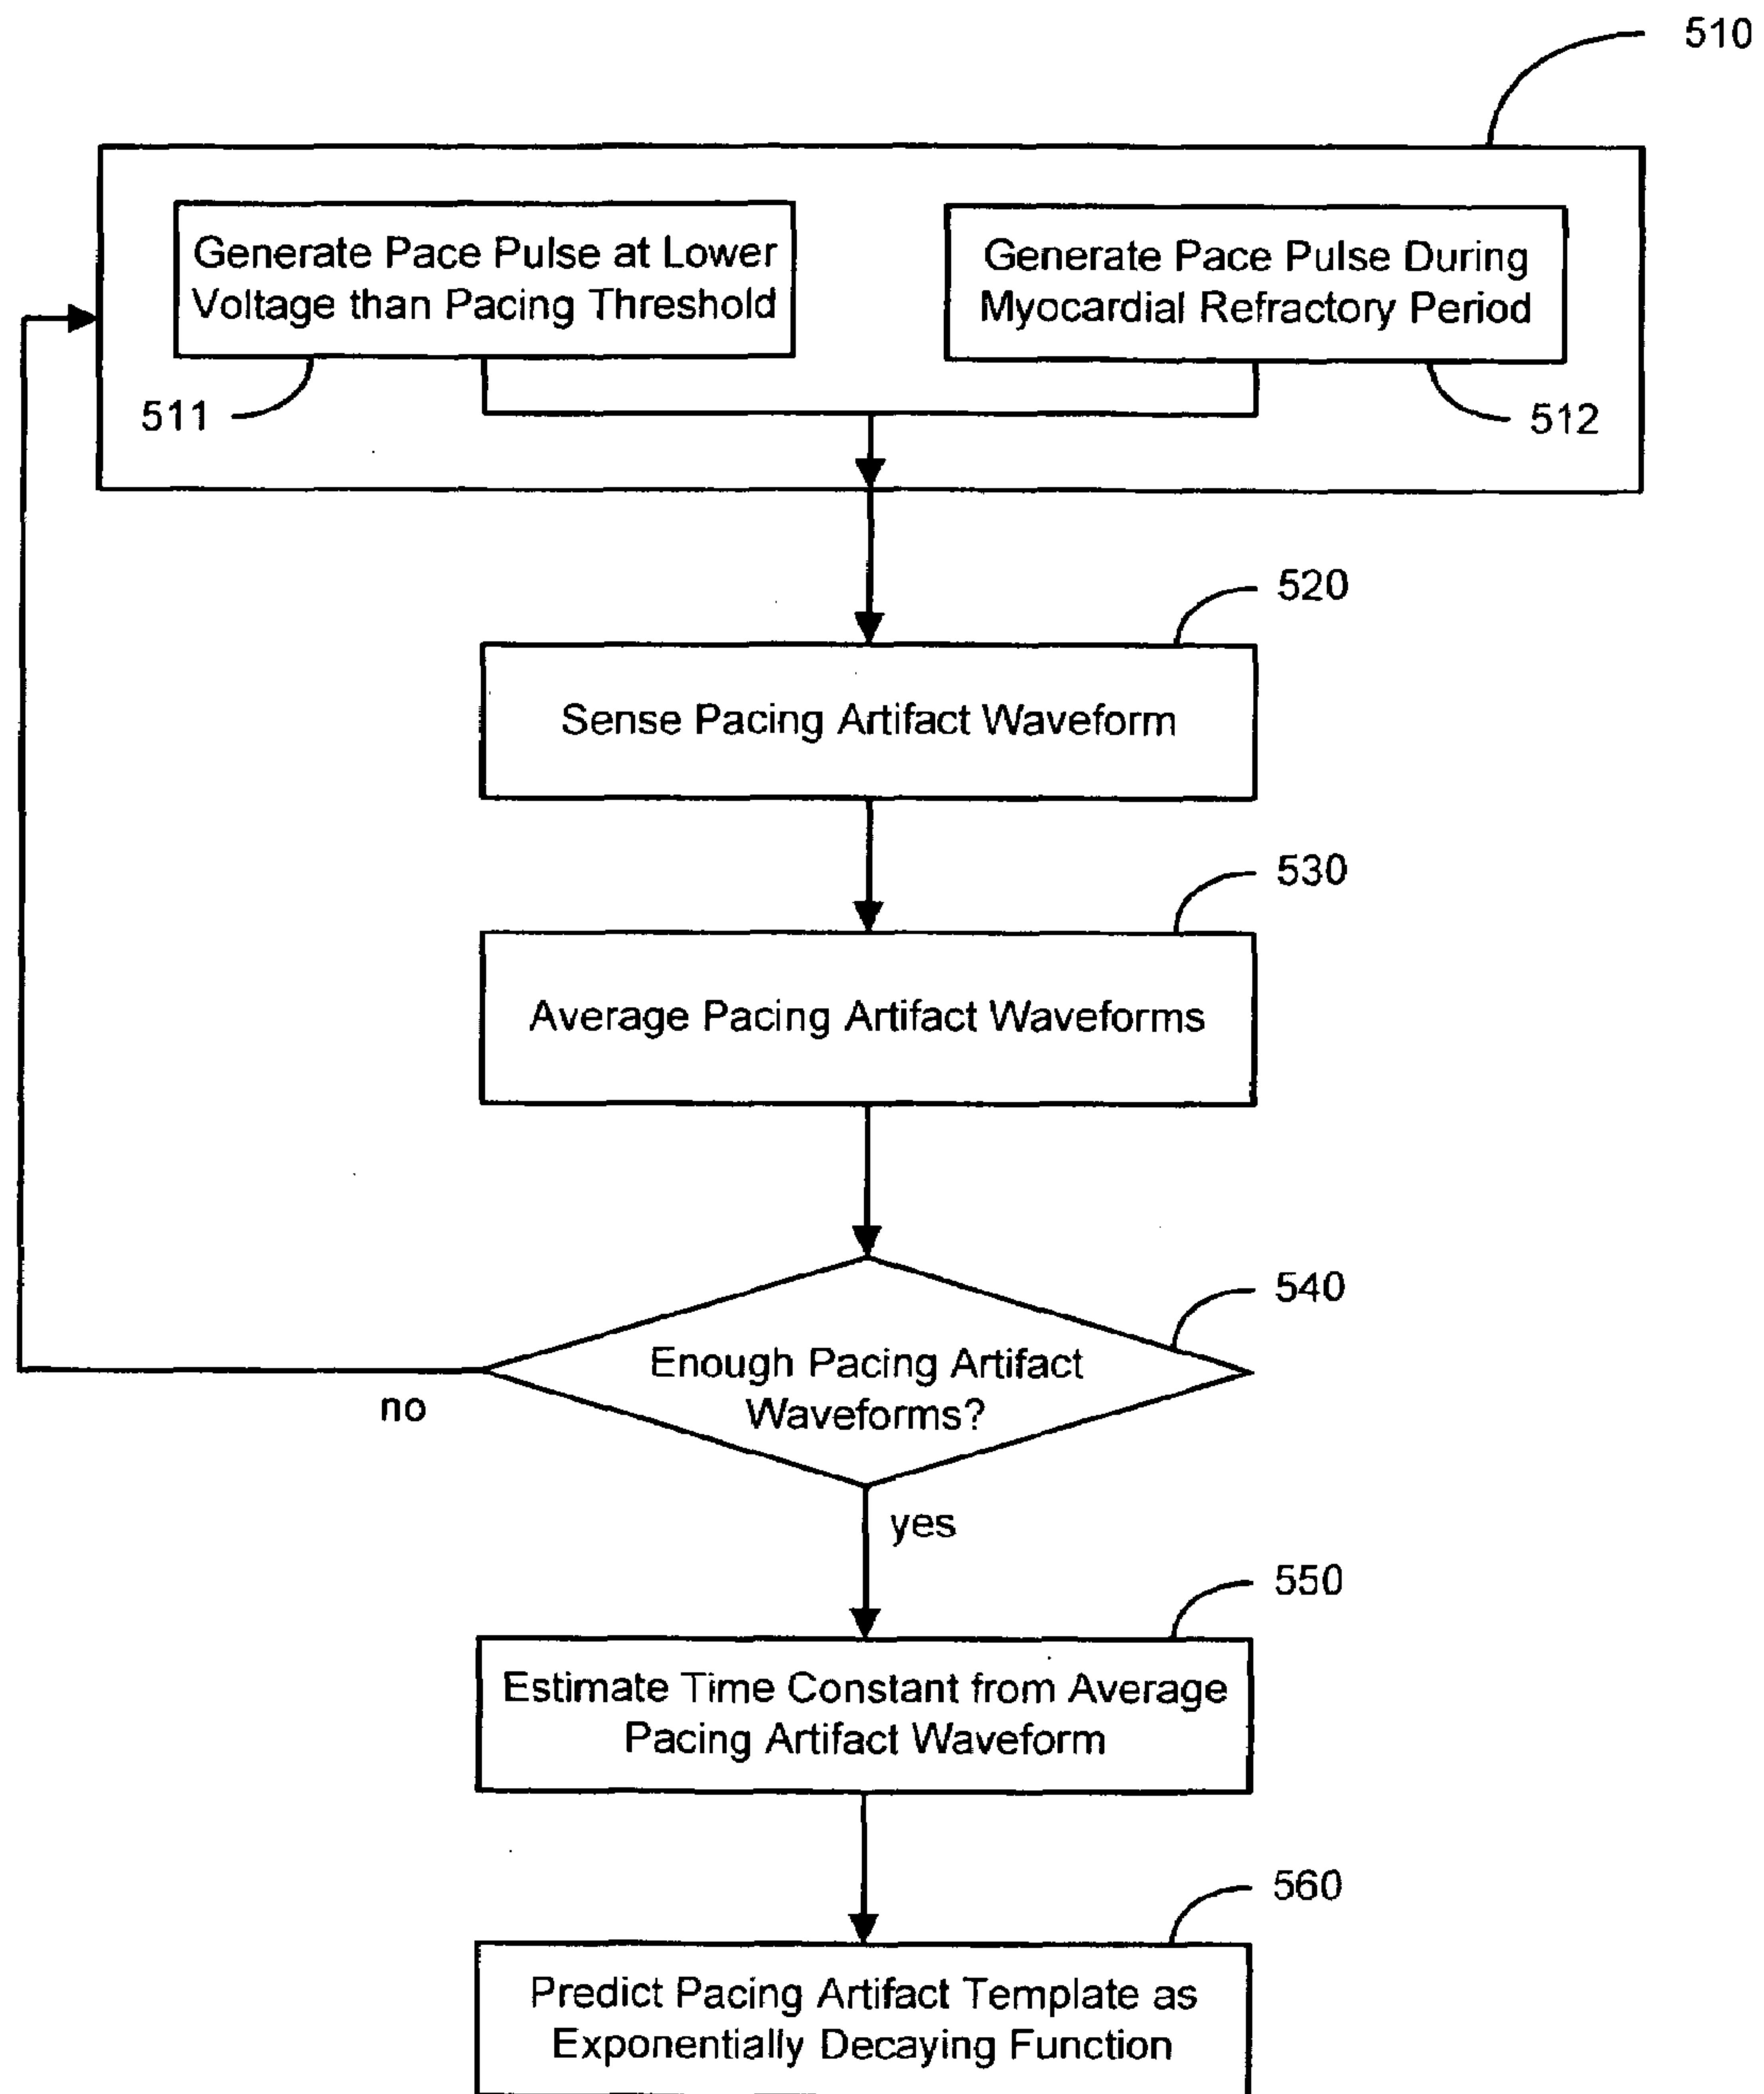 510
Generate Pace Pulse at Lower
Voltage than Pacing Threshold
Generate Pace Pulse During
Myocardial Refractory Period
511
512
520
Sense Pacing Artifact Waveform
530
Average Pacing Artifact Waveforms
540
Enough Pacing Artifact
Waveforms?
no
yes
550
Estimate Time Constant from Average
Pacing Artifact Waveform
560
Predict Pacing Artifact Template as
Exponentially Decaying Function